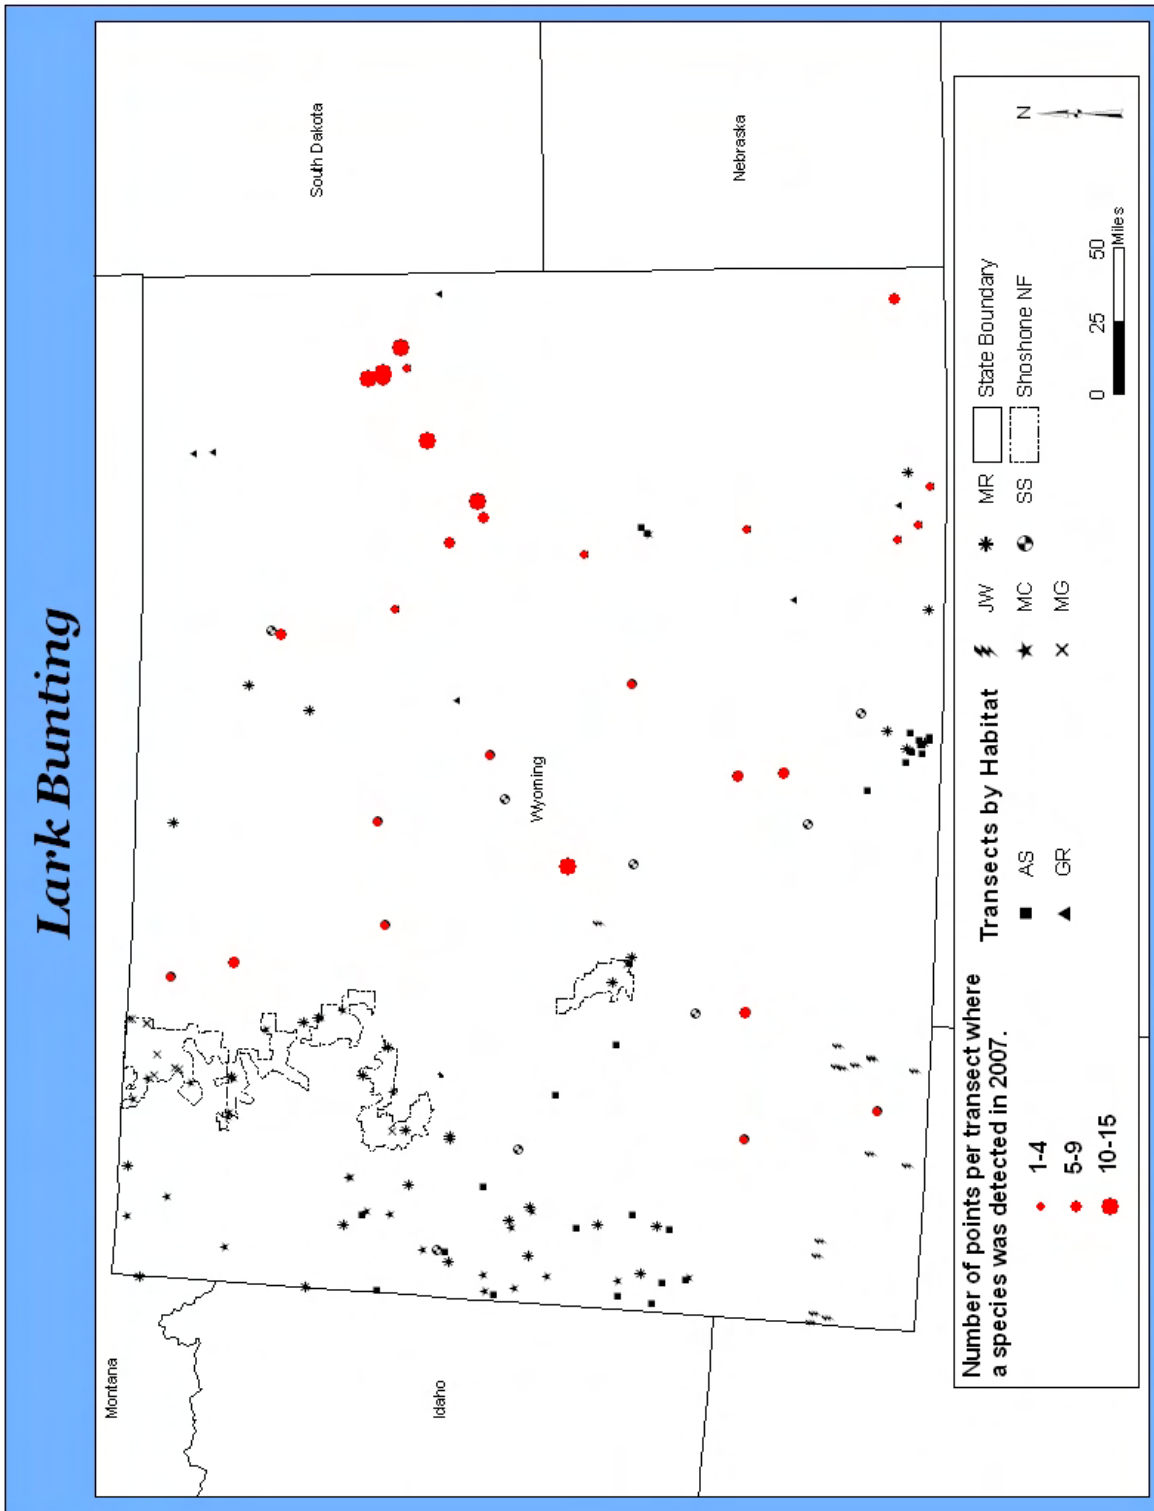 Lark Bunting
Montana
Idaho
Wyoming
South Dakota
Nebraska
Number of points per transect where
a species was detected in 2007.
1-4
5-9
10-15
Transects by Habitat
AS
GR
JW
MC
MG
MR
SS
State Boundary
Shoshone NF
N
0 25 50
Miles